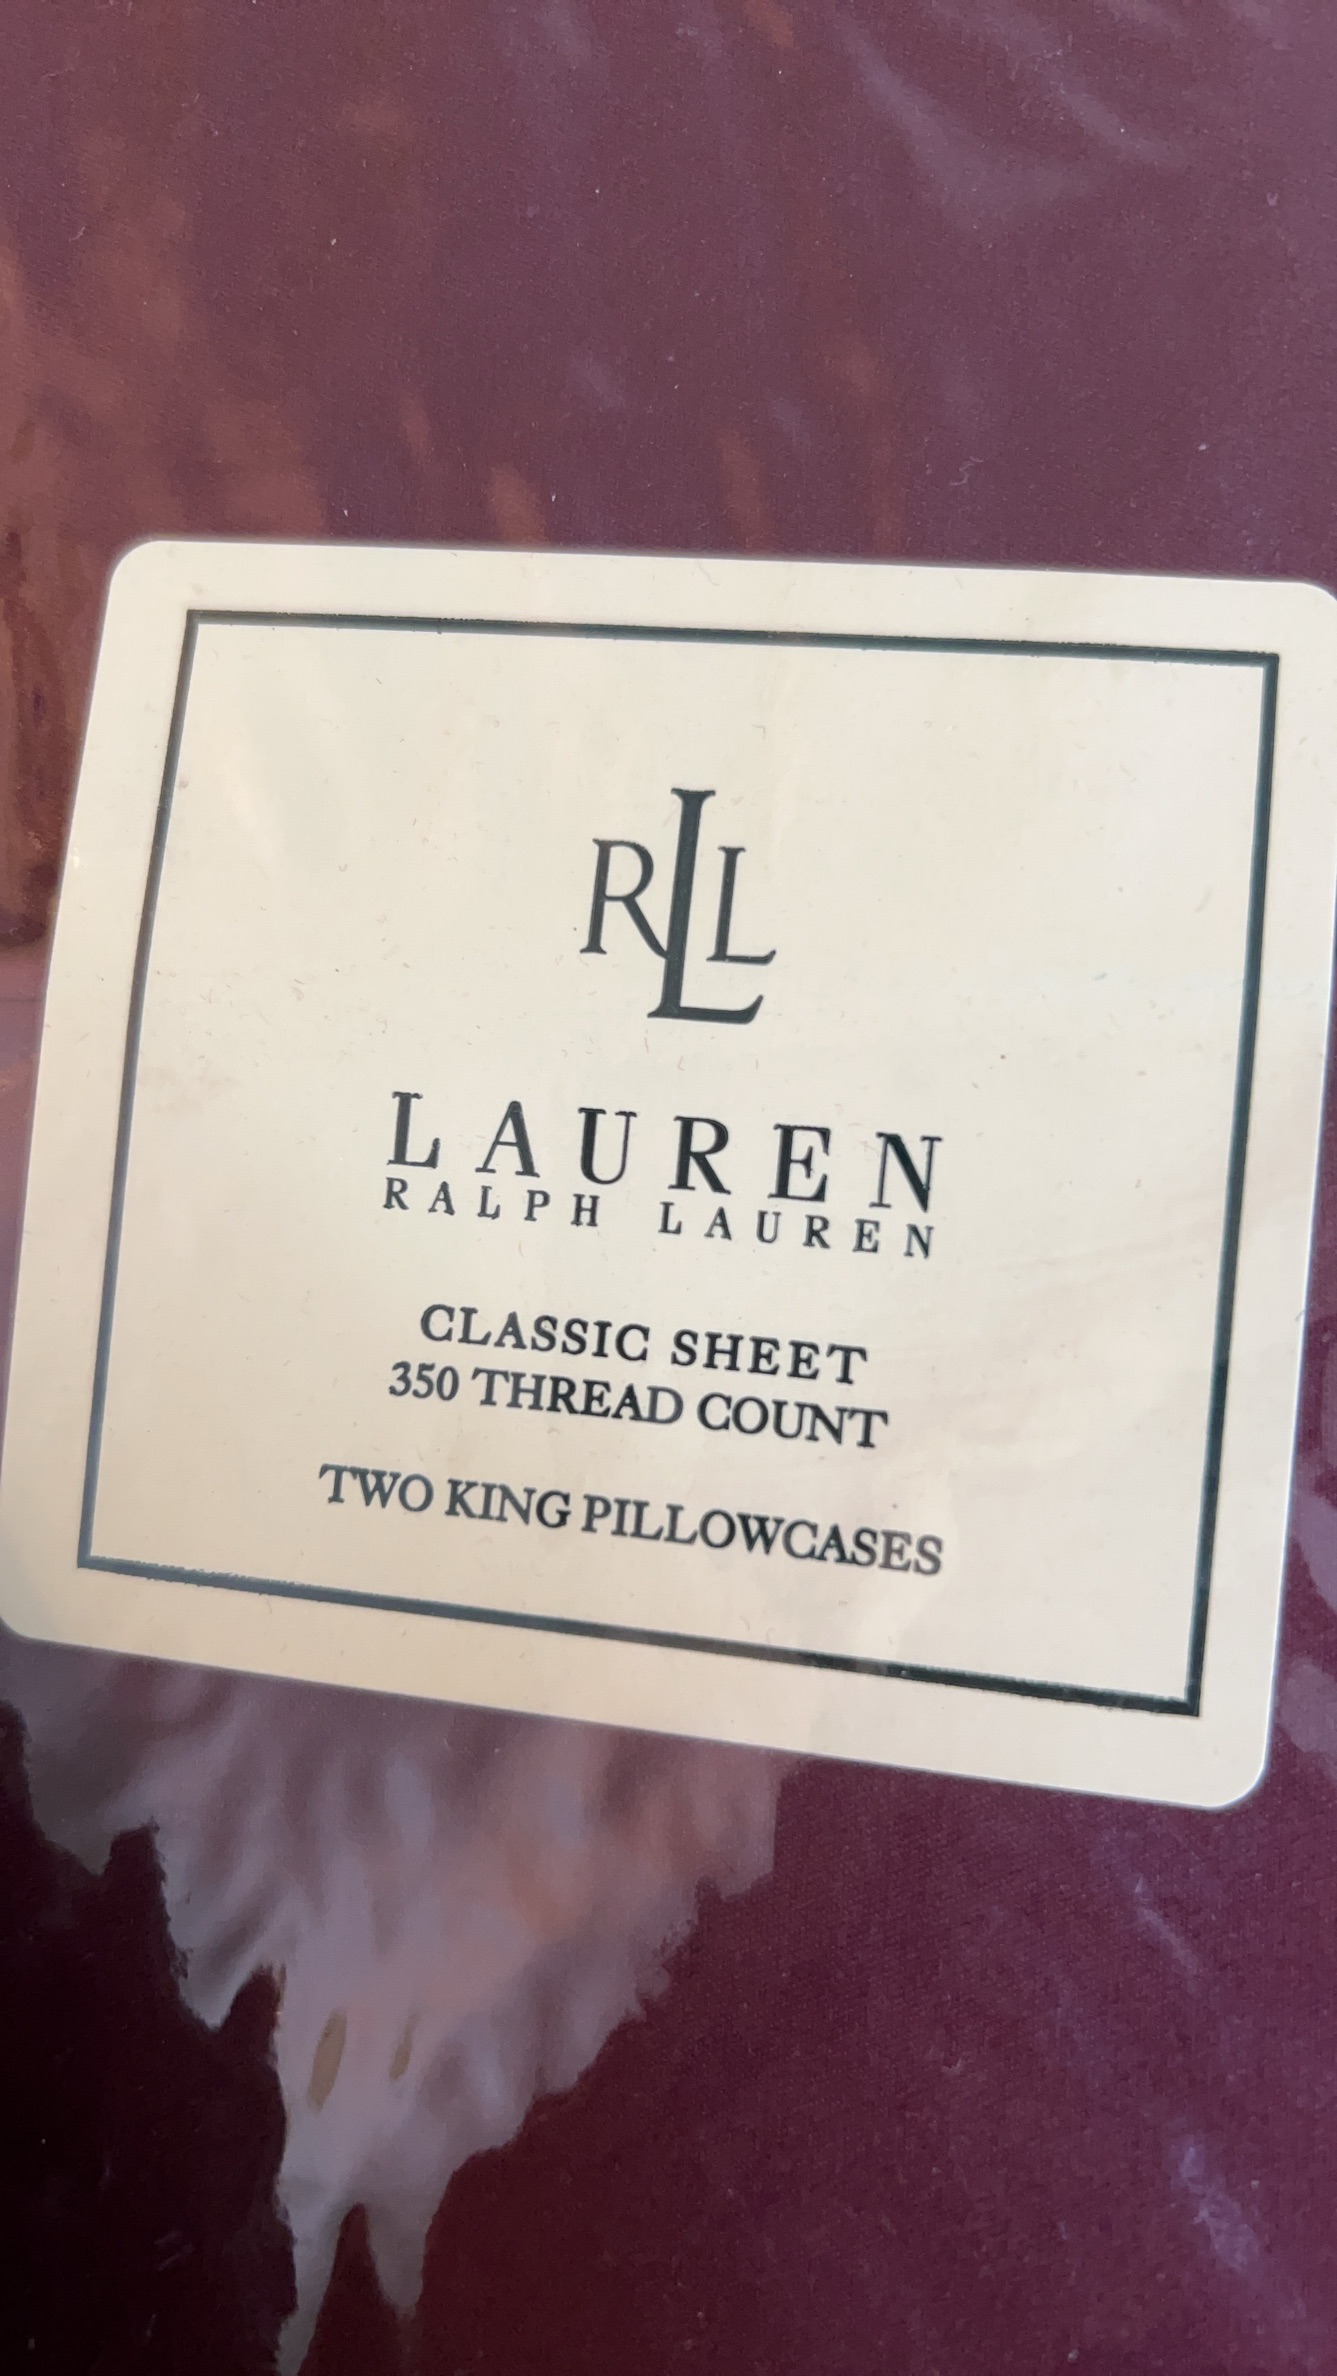 RLL
LAUREN
RALPH LAUREN
CLASSIC SHEET
350 THREAD COUNT
TWO KING PILLOWCASES